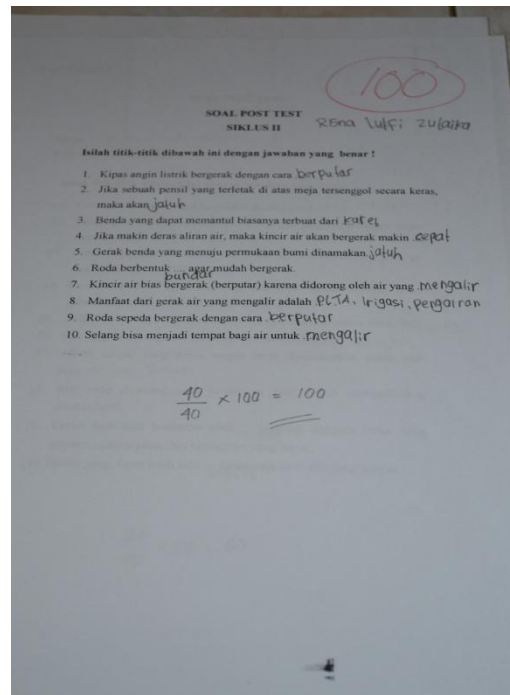 100
SOAL POST TEST
SIKLUS II
REna lutfi zulaika
Isilah titik-titik dibawah ini dengan jawaban yang benar !
1. Kipas angin listrik bergerak dengan cara berputar
2. Jika sebuah pensil yang terletak di atas meja tersenggol secara keras,
maka akan jatuh
3. Benda yang dapat memantul biasanya terbuat dari karet
4. Jika makin deras aliran air, maka kincir air akan bergerak makin cepat
5. Gerak benda yang menuju permukaan bumi dinamakan jatuh
6. Roda berbentuk .... agar mudah bergerak.
bundar
7. Kincir air bias bergerak (berputar) karena didorong oleh air yang mengalir
8. Manfaat dari gerak air yang mengalir adalah PLTA, Irigasi, pengairan
9. Roda sepeda bergerak dengan cara berputar
10. Selang bisa menjadi tempat bagi air untuk mengalir
40/40 x 100 = 100